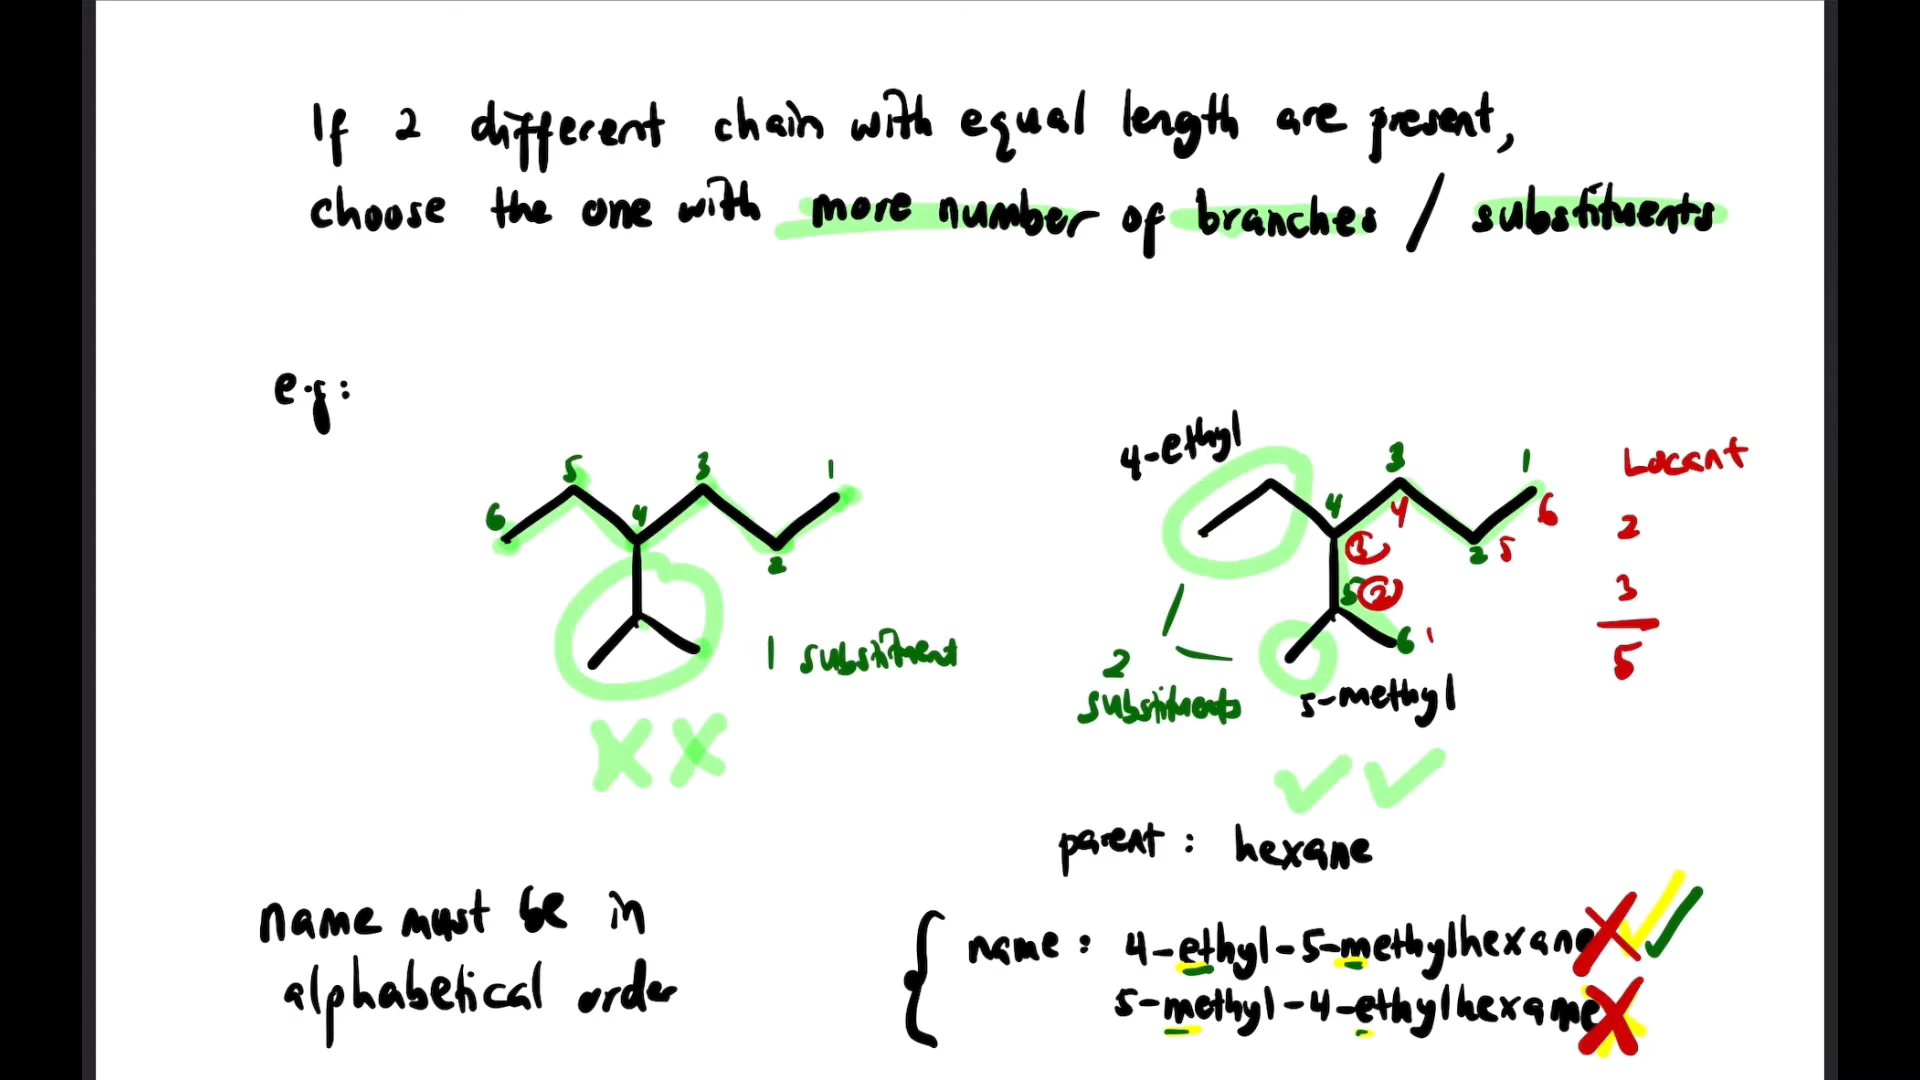 If 2 different chain with equal length are present,
choose the one with more number of branches / substituents
e.g:
6 5 4 3 2 1
1 substituent
4-ethyl
4 3 2 1
3 4 5 6
5 2
6 1
2
substituents
5-methyl
Locant
2
3
5
parent : hexane
name must be in
alphabetical order
name : 4-ethyl-5-methylhexane
5-methyl-4-ethylhexane